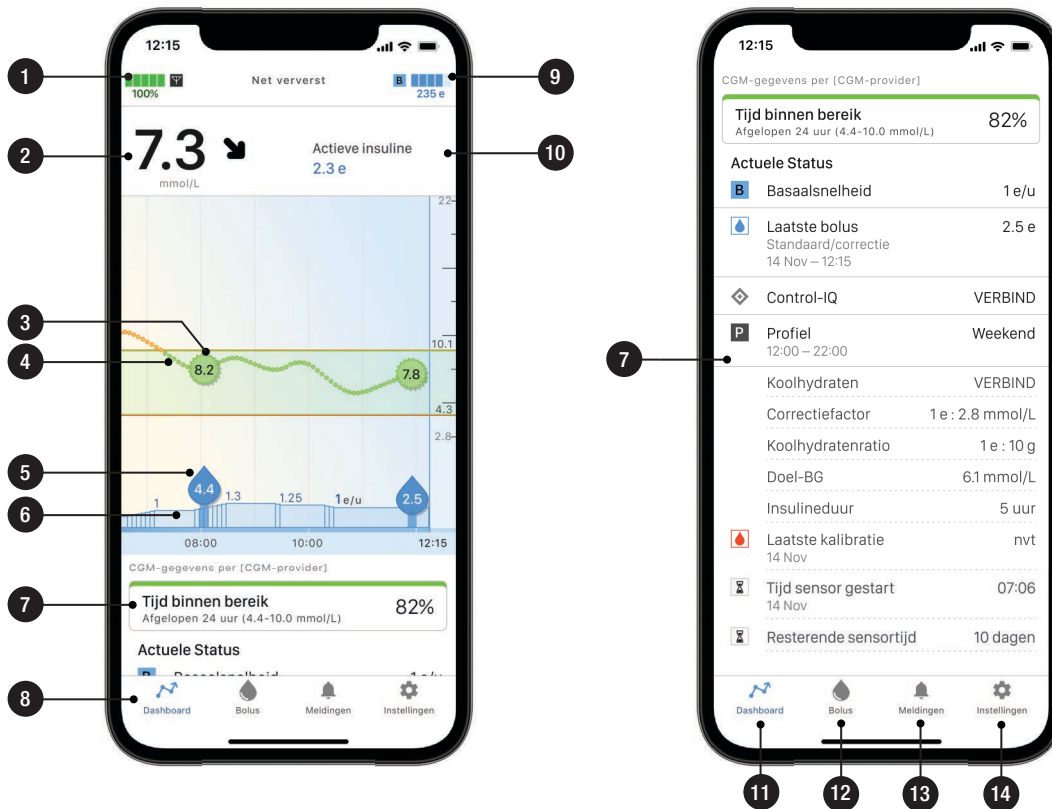 12:15
1
100%
Net ververst
B
235 e
9
2
7.3
mmol/L
Actieve insuline
2.3 e
10
22
3
4
10.1
8.2
7.8
4.3
2.8
5
6
4.4
1
1.3
1.25
1 e/u
2.5
08:00
10:00
12:15
CGM-gegevens per [CGM-provider]
7
Tijd binnen bereik
Afgelopen 24 uur (4.4-10.0 mmol/L)
82%
Actuele Status
B Basaalsnelheid 1 e/u
8
Dashboard
Bolus
Meldingen
Instellingen
12:15
CGM-gegevens per [CGM-provider]
Tijd binnen bereik
Afgelopen 24 uur (4.4-10.0 mmol/L)
82%
Actuele Status
B Basaalsnelheid 1 e/u
Laatste bolus 2.5 e
Standaard/correctie
14 Nov – 12:15
Control-IQ VERBIND
P Profiel Weekend
12:00 – 22:00
7
Koolhydraten VERBIND
Correctiefactor 1 e : 2.8 mmol/L
Koolhydratenratio 1 e : 10 g
Doel-BG 6.1 mmol/L
Insulineduur 5 uur
Laatste kalibratie nvt
14 Nov
Tijd sensor gestart 07:06
14 Nov
Resterende sensortijd 10 dagen
Dashboard
Bolus
Meldingen
Instellingen
11
12
13
14